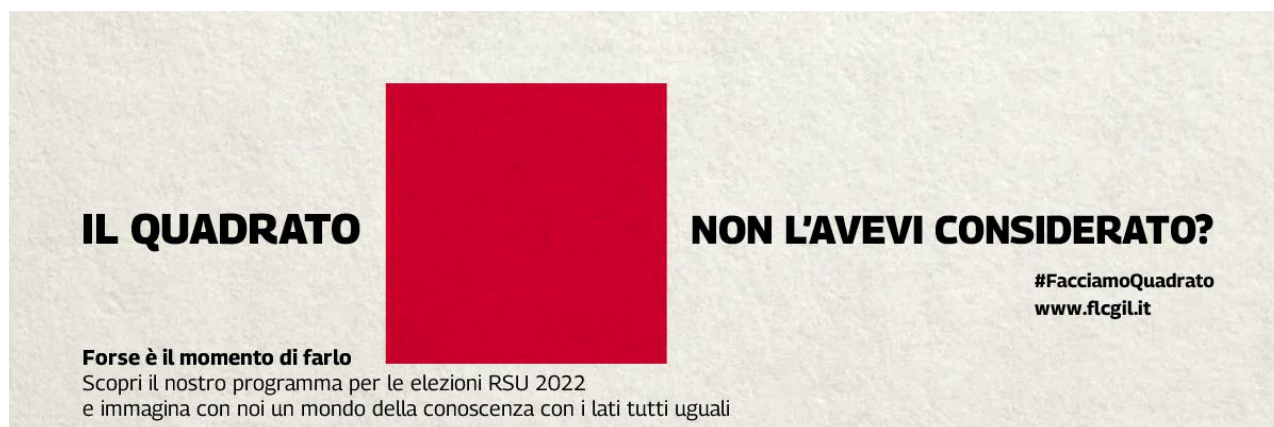 IL QUADRATO NON L'AVEVI CONSIDERATO?
#FacciamoQuadrato
www.flcgil.it
Forse è il momento di farlo
Scopri il nostro programma per le elezioni RSU 2022
e immagina con noi un mondo della conoscenza con i lati tutti uguali